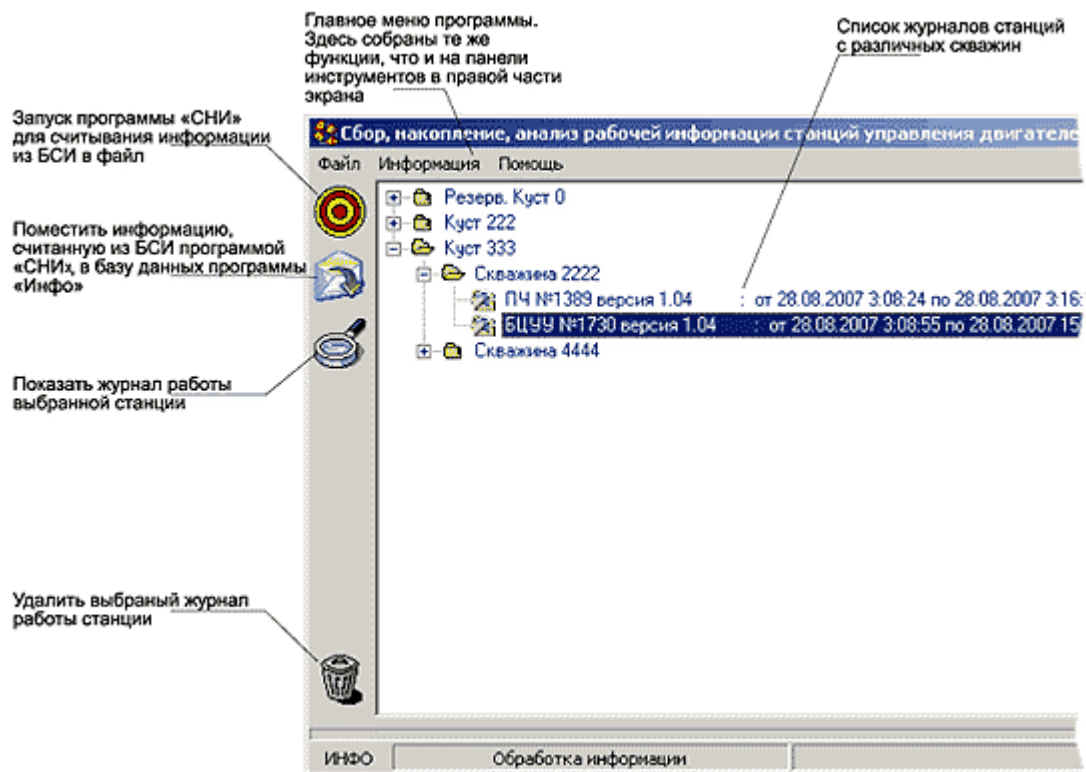 Главное меню программы.
Здесь собраны те же
функции, что и на панели
инструментов в правой части
экрана
Список журналов станций
с различных скважин
Запуск программы «СНИ»
для считывания информации
из БСИ в файл
Поместить информацию,
считанную из БСИ программой
«СНИ», в базу данных программы
«Инфо»
Показать журнал работы
выбранной станции
Удалить выбраный журнал
работы станции
Сбор, накопление, анализ рабочей информации станций управления двигателе
Файл Информация Помощь
Резерв. Куст 0
Куст 222
Куст 333
Скважина 2222
ПЧ №1389 версия 1.04 : от 28.08.2007 3:08:24 по 28.08.2007 3:16:
БЦУУ №1730 версия 1.04 : от 28.08.2007 3:08:55 по 28.08.2007 15
Скважина 4444
ИНФО Обработка информации